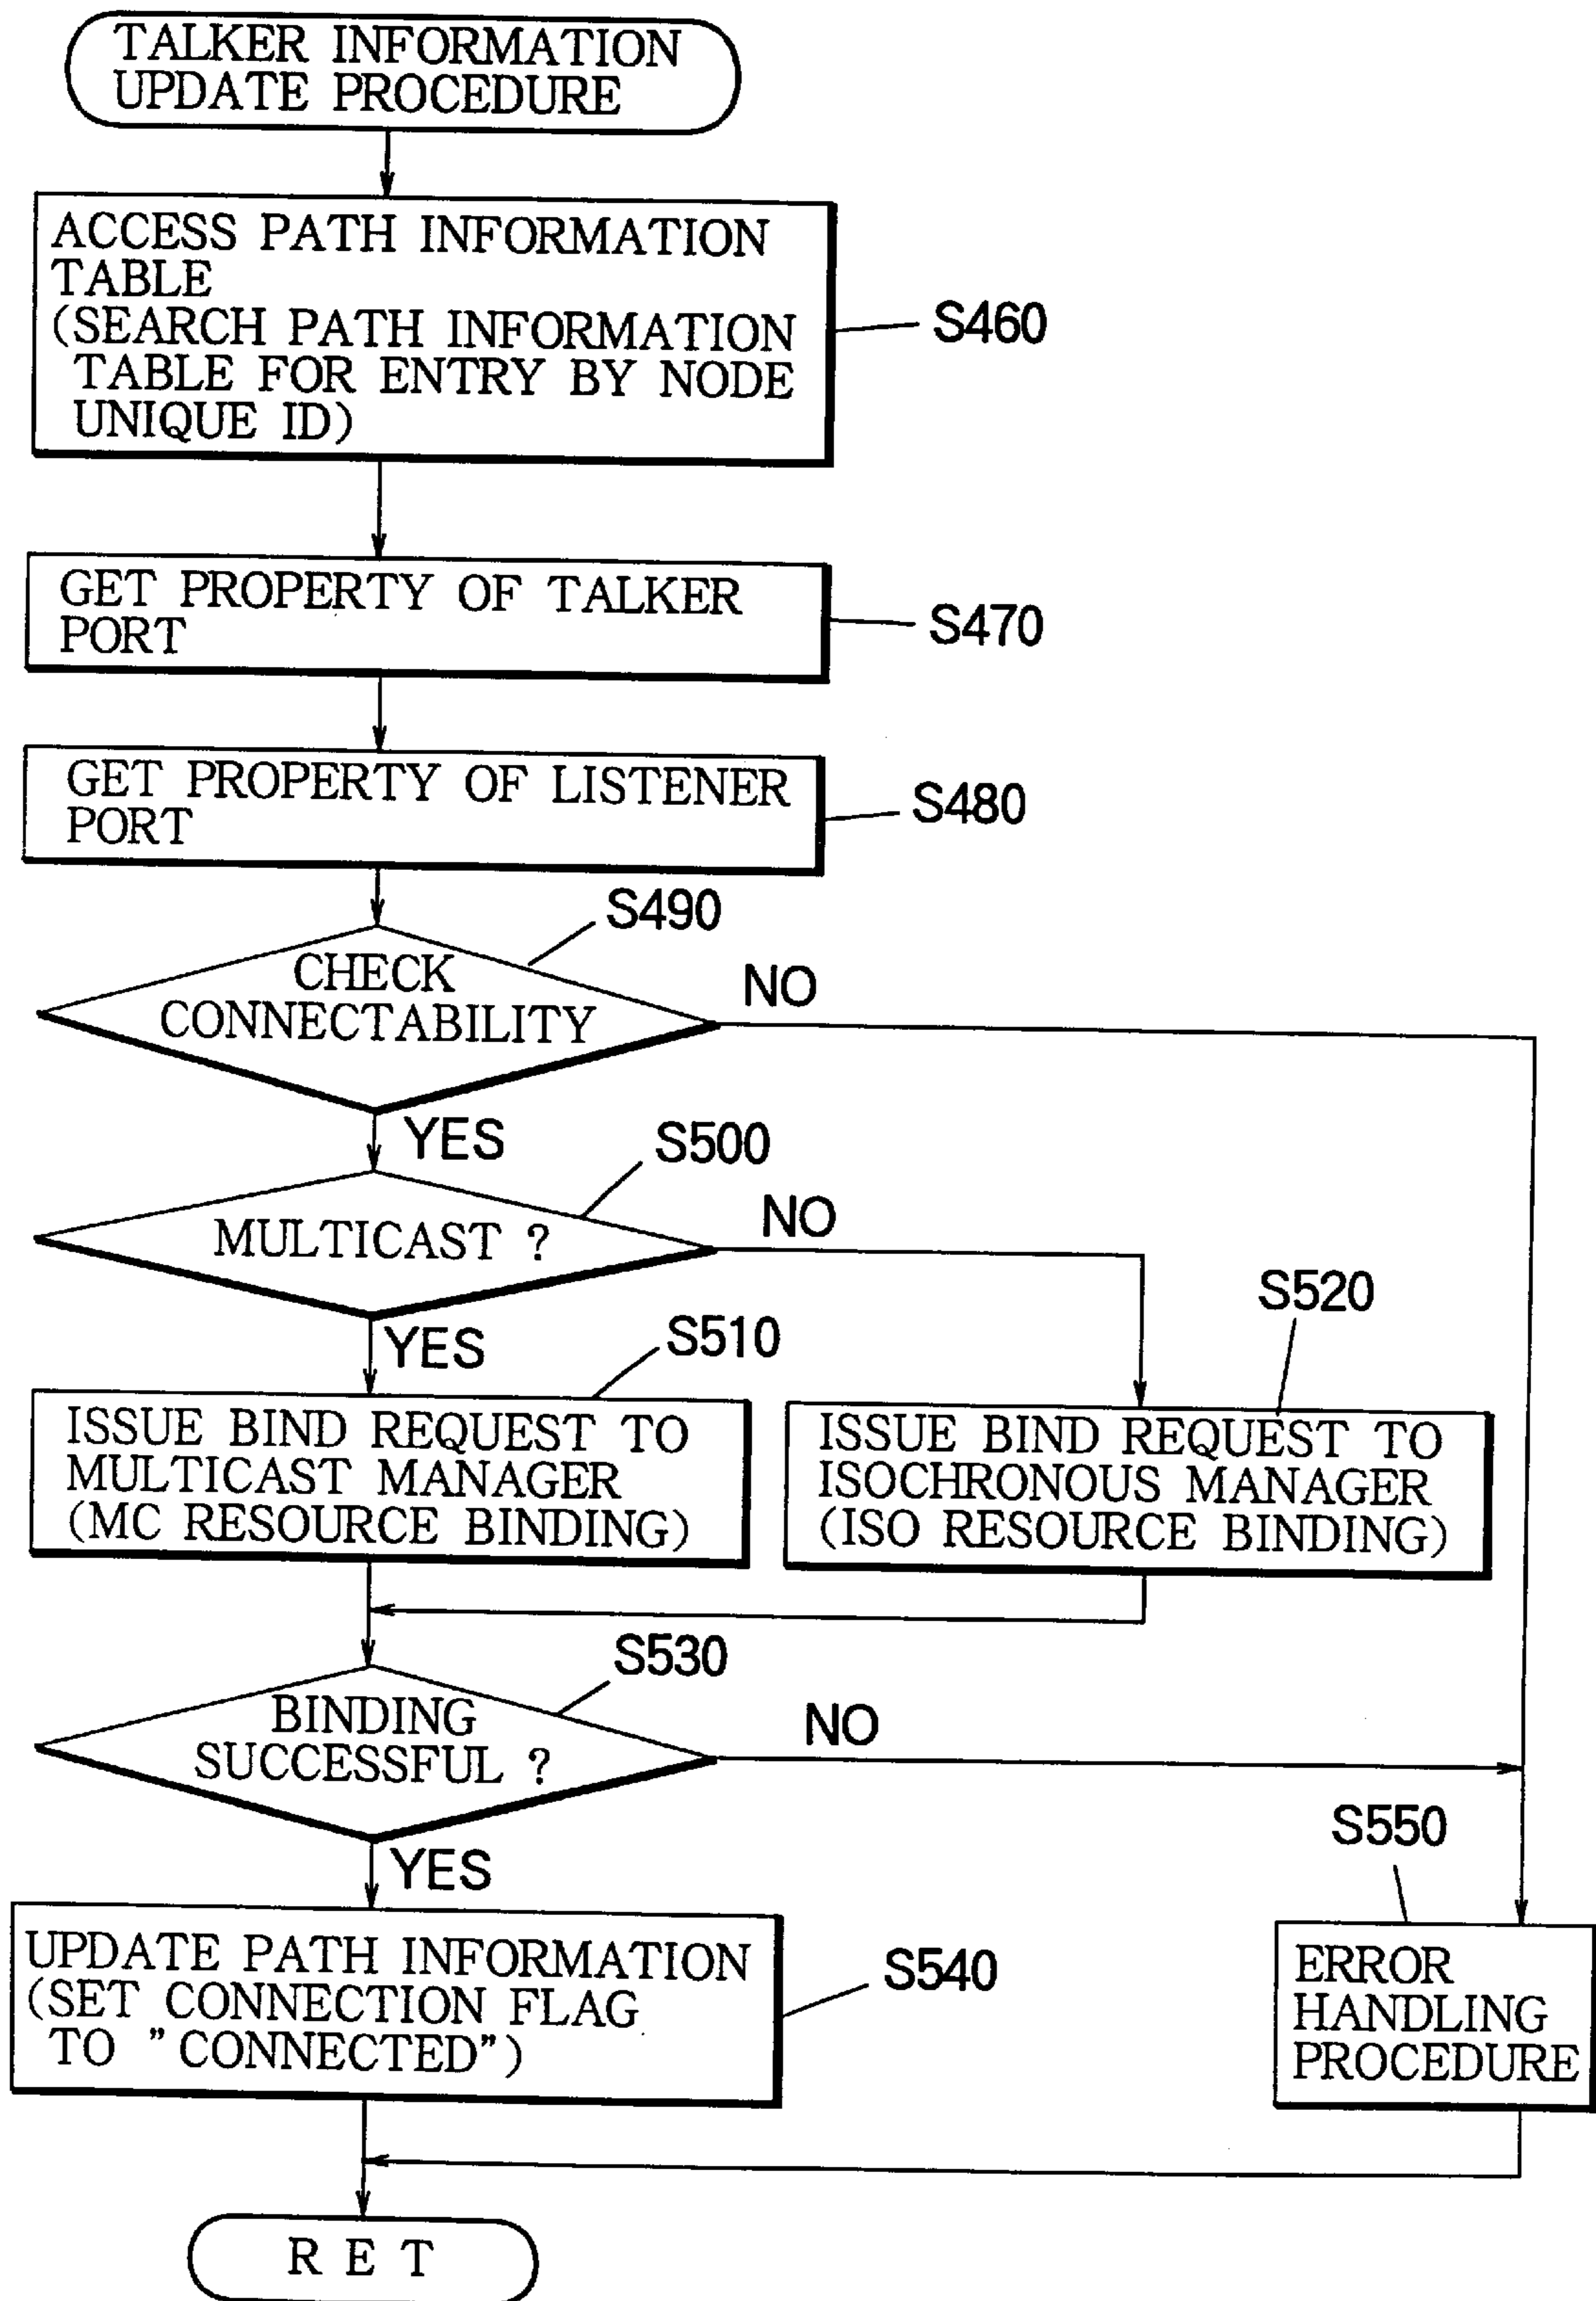 TALKER INFORMATION
UPDATE PROCEDURE
ACCESS PATH INFORMATION
TABLE
(SEARCH PATH INFORMATION
TABLE FOR ENTRY BY NODE
UNIQUE ID)
S460
GET PROPERTY OF TALKER
PORT
S470
GET PROPERTY OF LISTENER
PORT
S480
S490
CHECK
CONNECTABILITY
NO
YES
S500
MULTICAST ?
NO
YES
S510
S520
ISSUE BIND REQUEST TO
MULTICAST MANAGER
(MC RESOURCE BINDING)
ISSUE BIND REQUEST TO
ISOCHRONOUS MANAGER
(ISO RESOURCE BINDING)
S530
BINDING
SUCCESSFUL ?
NO
YES
S550
UPDATE PATH INFORMATION
(SET CONNECTION FLAG
TO "CONNECTED")
S540
ERROR
HANDLING
PROCEDURE
R E T